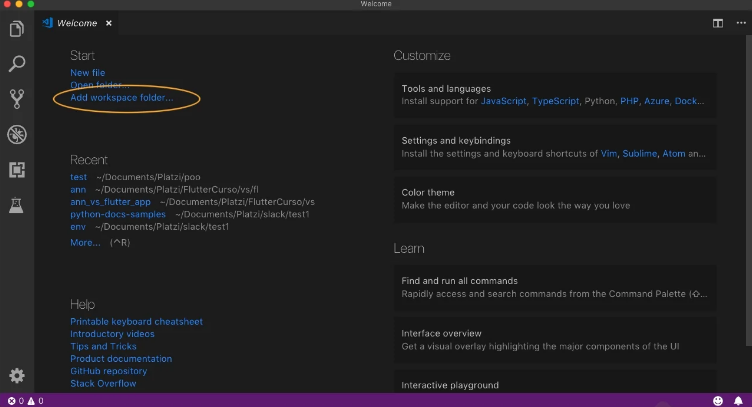 Welcome
Welcome
Start
New file
Open folder...
Add workspace folder...
Recent
test ~/Documents/Platzi/poo
ann ~/Documents/Platzi/FlutterCurso/vs/fl
ann_vs_flutter_app ~/Documents/Platzi/FlutterCurso/vs
python-docs-samples ~/Documents/Platzi/slack/test1
env ~/Documents/Platzi/slack/test1
More... (^R)
Help
Printable keyboard cheatsheet
Introductory videos
Tips and Tricks
Product documentation
GitHub repository
Stack Overflow
Customize
Tools and languages
Install support for JavaScript, TypeScript, Python, PHP, Azure, Dock...
Settings and keybindings
Install the settings and keyboard shortcuts of Vim, Sublime, Atom an...
Color theme
Make the editor and your code look the way you love
Learn
Find and run all commands
Rapidly access and search commands from the Command Palette (⇧...
Interface overview
Get a visual overlay highlighting the major components of the UI
Interactive playground
0 0